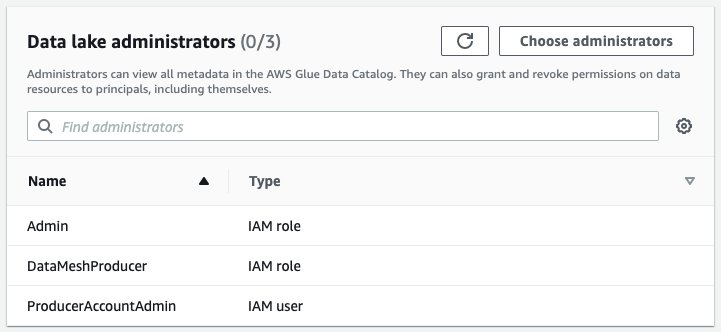 Data lake administrators (0/3)
Choose administrators
Administrators can view all metadata in the AWS Glue Data Catalog. They can also grant and revoke permissions on data
resources to principals, including themselves.
Find administrators
Name Type
Admin IAM role
DataMeshProducer IAM role
ProducerAccountAdmin IAM user